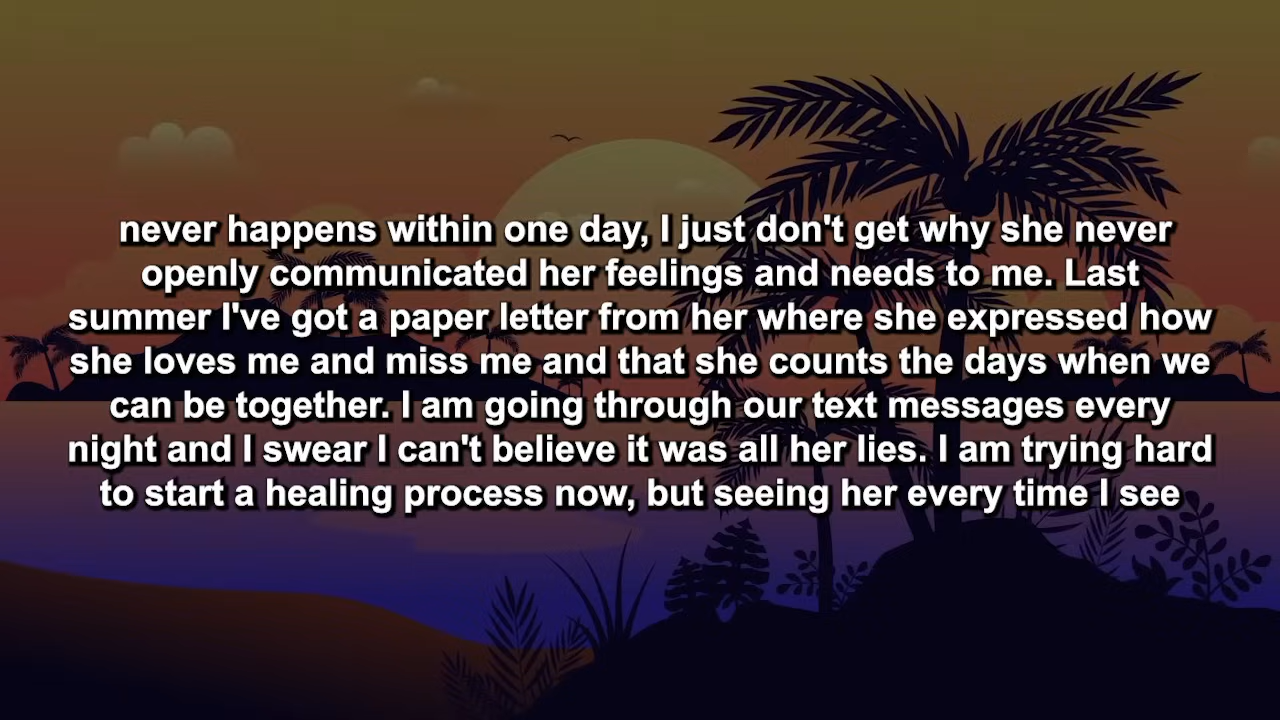 never happens within one day, I just don't get why she never
openly communicated her feelings and needs to me. Last
summer I've got a paper letter from her where she expressed how
she loves me and miss me and that she counts the days when we
can be together. I am going through our text messages every
night and I swear I can't believe it was all her lies. I am trying hard
to start a healing process now, but seeing her every time I see